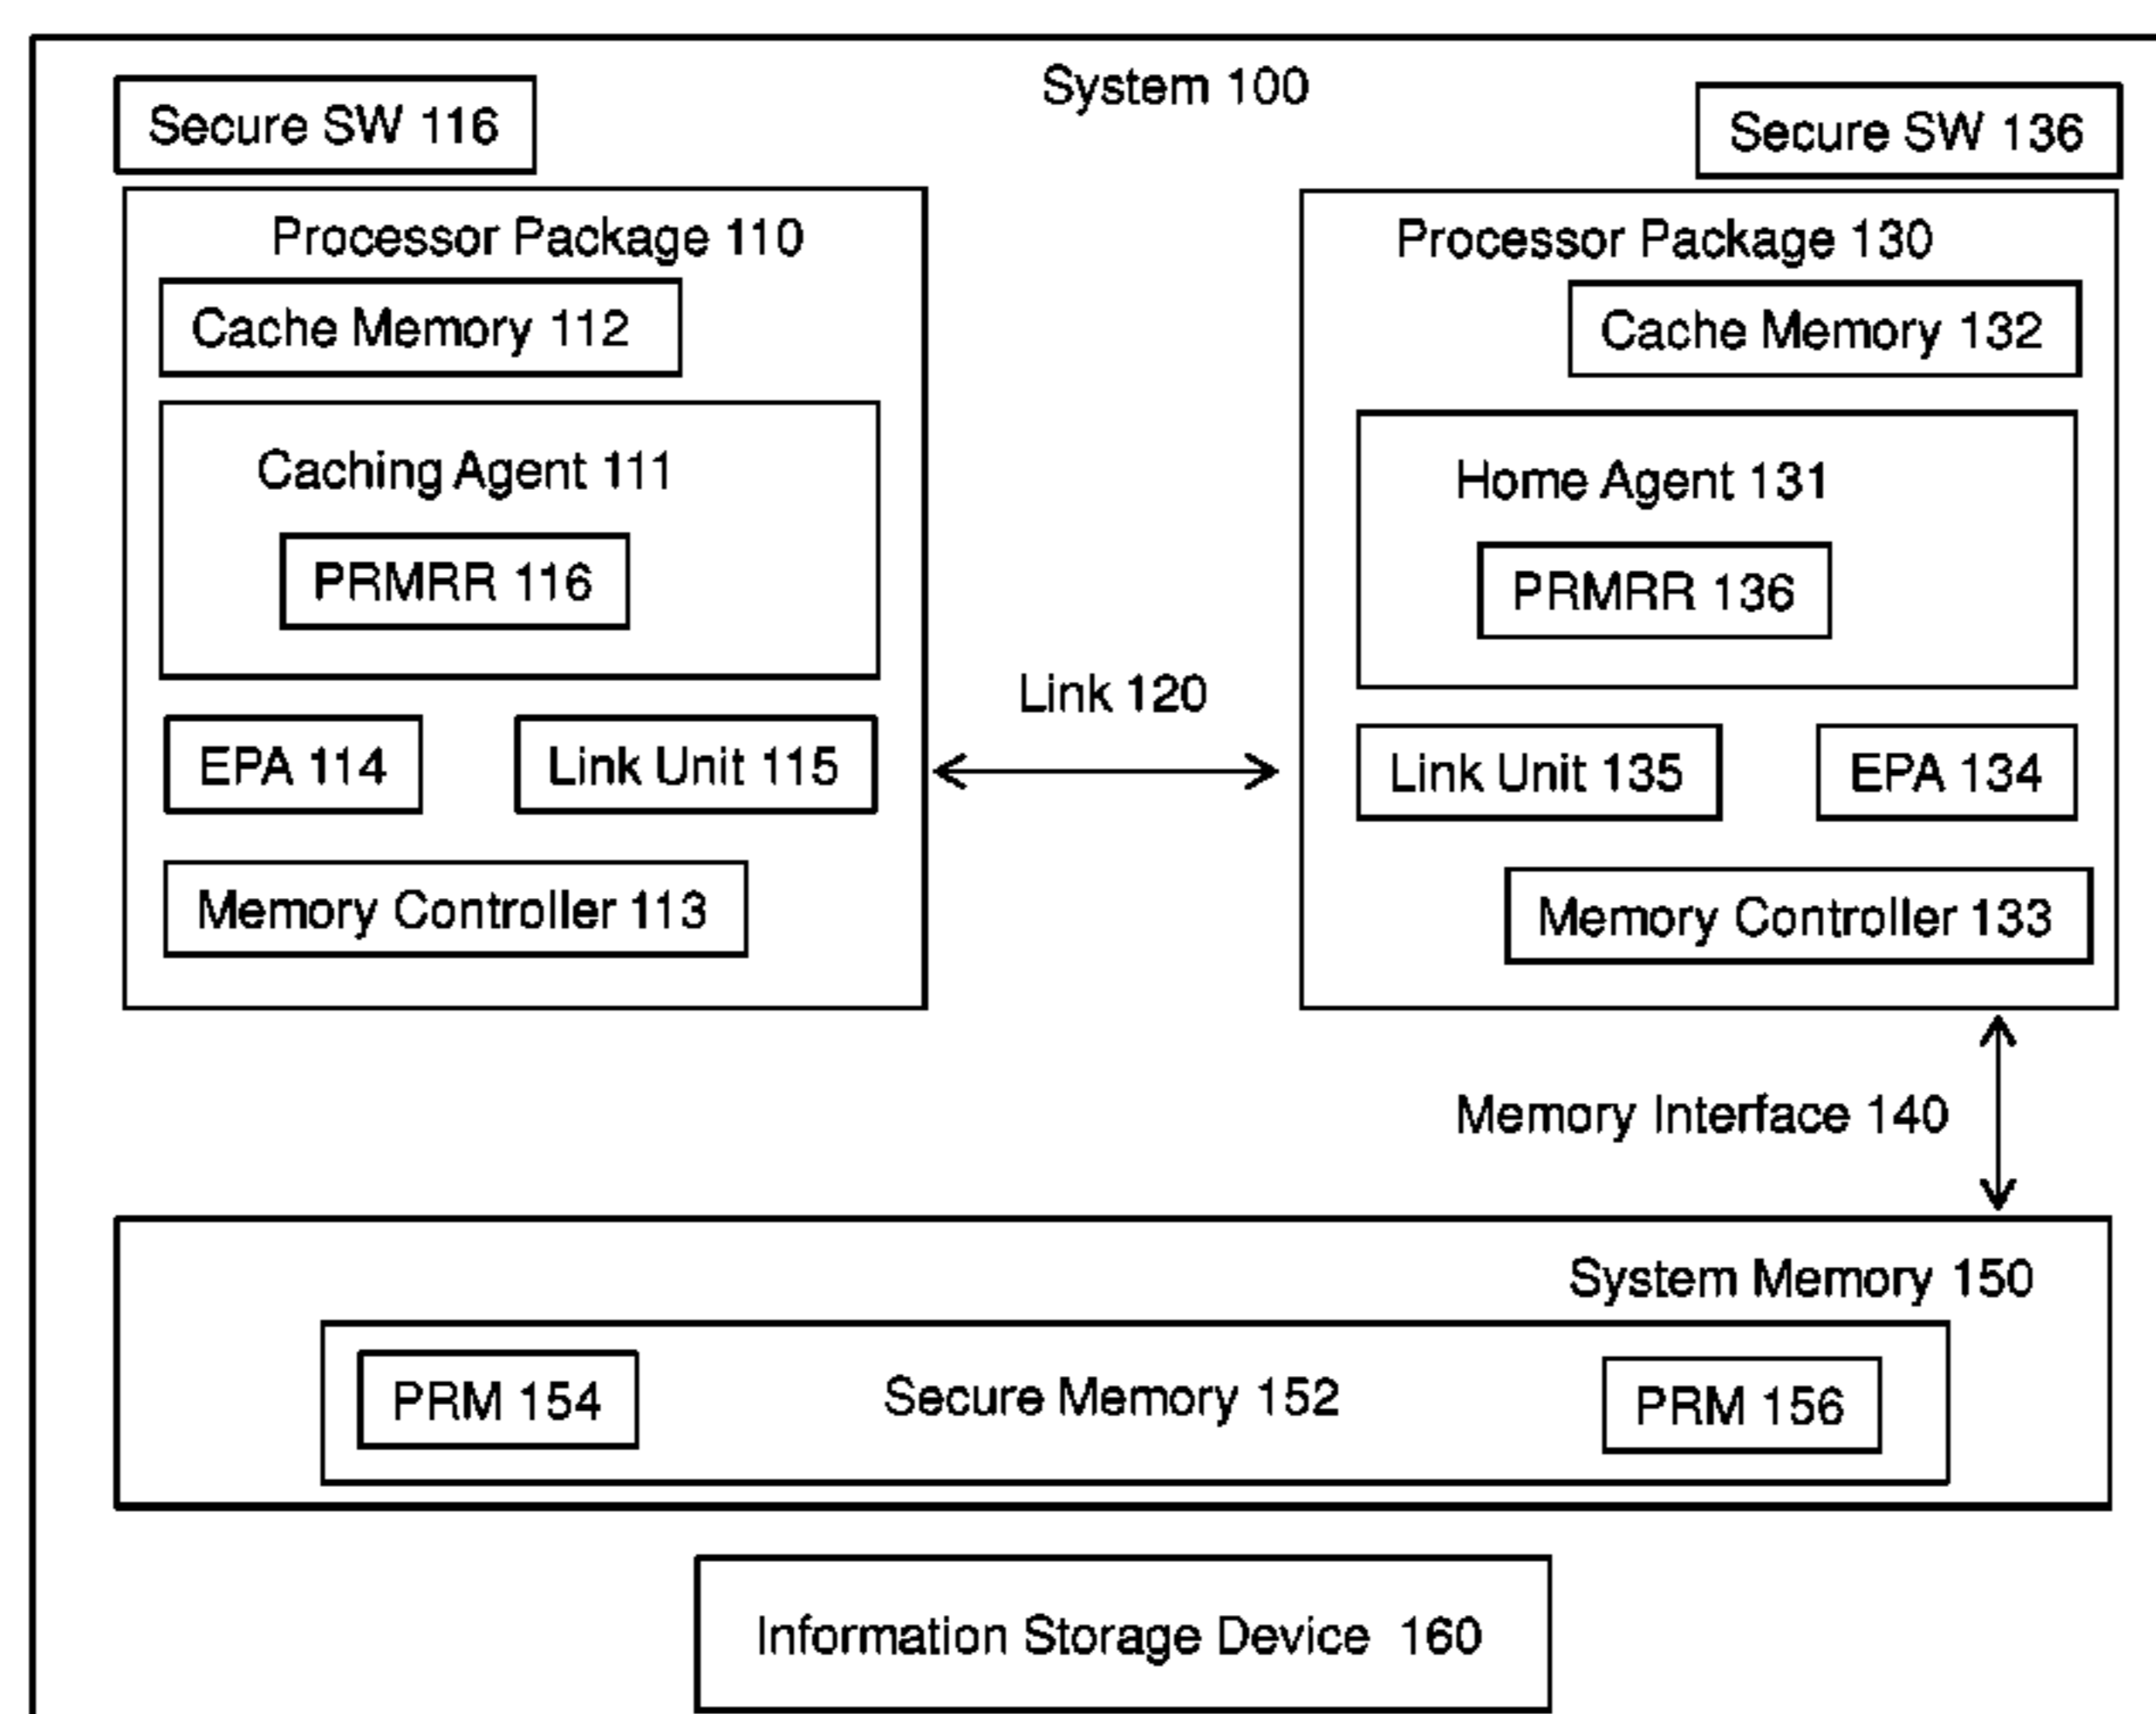 System 100
Secure SW 116
Secure SW 136
Processor Package 110
Cache Memory 112
Caching Agent 111
PRMRR 116
EPA 114
Link Unit 115
Memory Controller 113
Link 120
Processor Package 130
Cache Memory 132
Home Agent 131
PRMRR 136
Link Unit 135
EPA 134
Memory Controller 133
Memory Interface 140
System Memory 150
PRM 154
Secure Memory 152
PRM 156
Information Storage Device 160